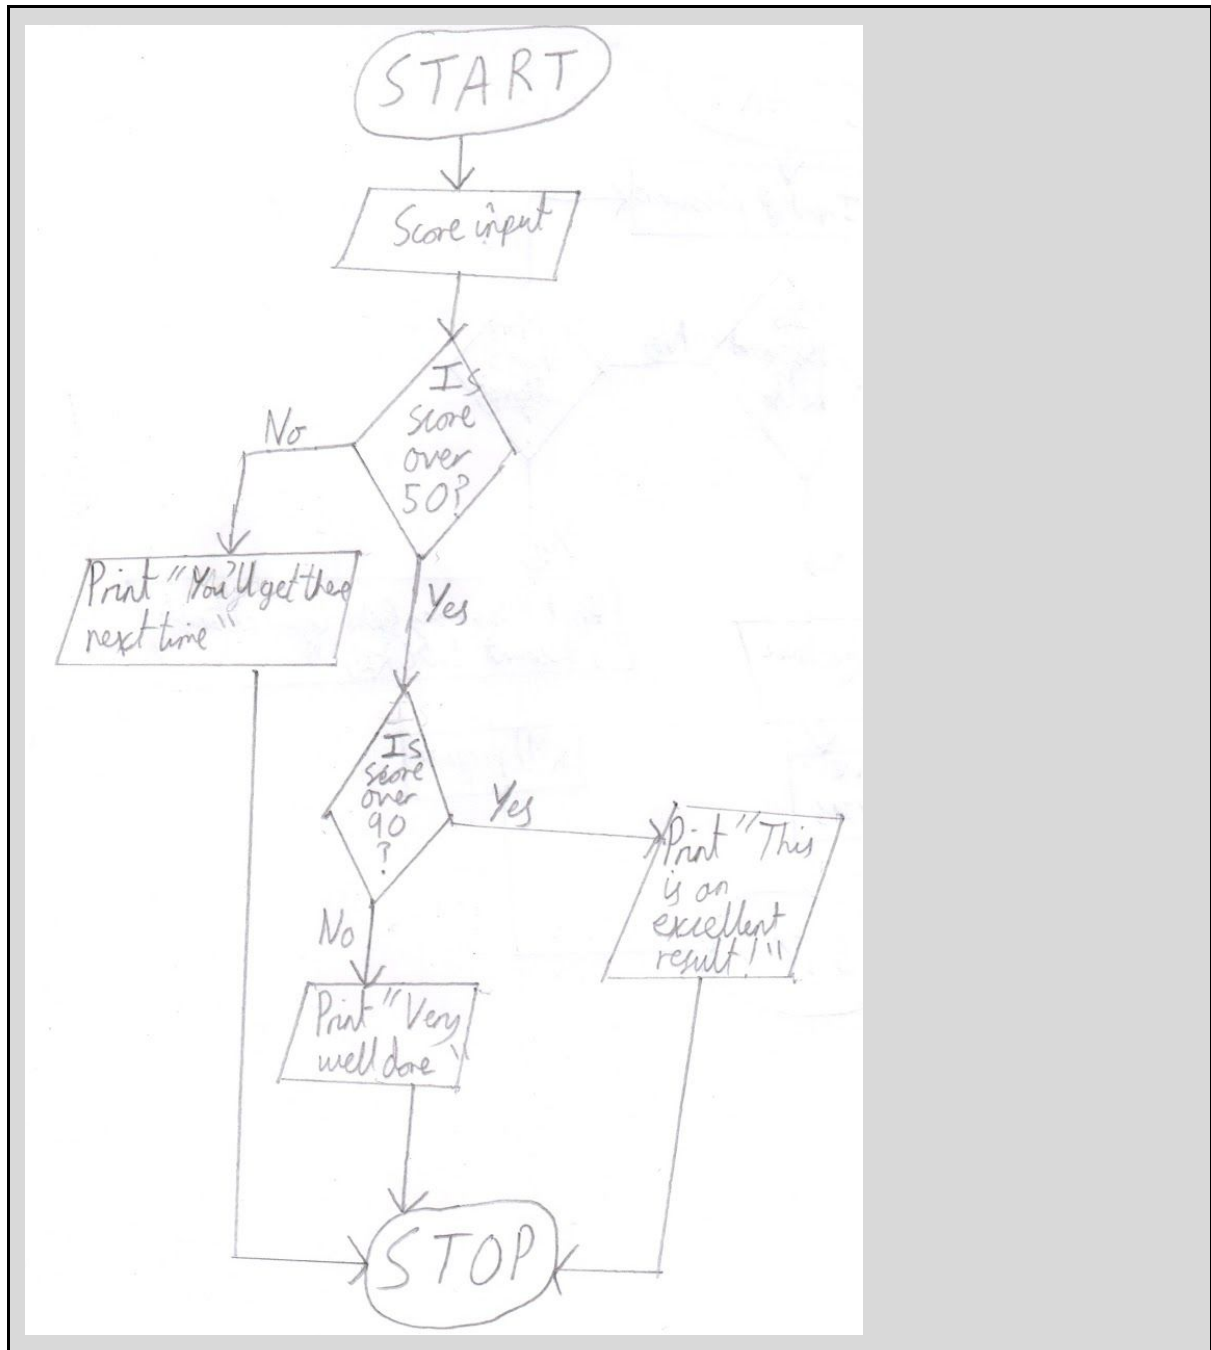 START
Score input
Is
score
over
50?
No
Print "You'll get there
next time"
Yes
Is
score
over
90
?
Yes
Print "This
is an
excellent
result!"
No
Print "Very
well done"
STOP